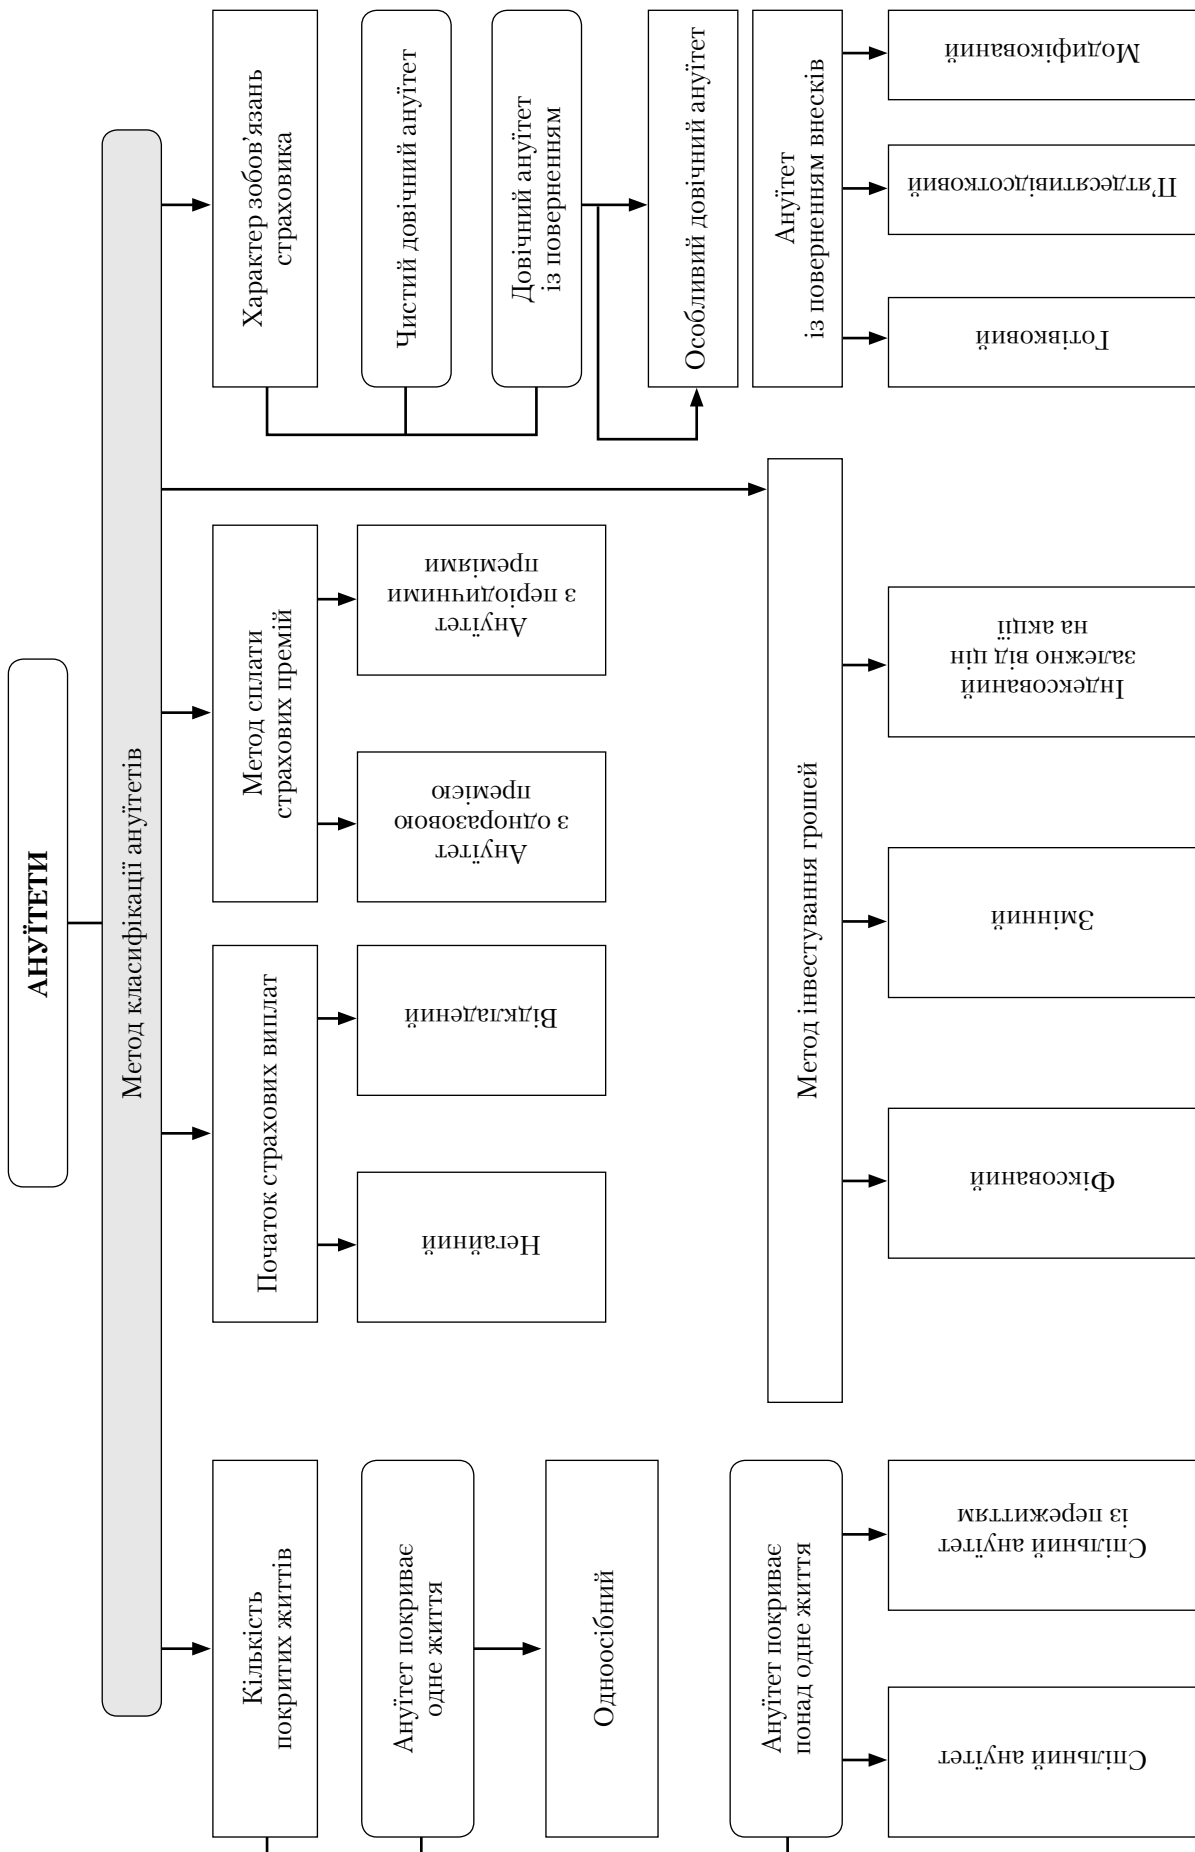 АНУЇТЕТИ
Метод класифікації ануїтетів
Кількість
покритих життів
Початок страхових виплат
Метод сплати
страхових премій
Характер зобов’язань
страховика
Ануїтет покриває
одне життя
Одноосібний
Ануїтет покриває
понад одне життя
Спільний ануїтет
Спільний ануїтет
із пережиттям
Негайний
Відкладений
Ануїтет
з одноразовою
премією
Ануїтет
з періодичними
преміями
Метод інвестування грошей
Фіксований
Змінний
Індексований
залежно від цін
на акції
Чистий довічний ануїтет
Довічний ануїтет
із поверненням
Особливий довічний ануїтет
Ануїтет
із поверненням внесків
Готівковий
П’ятдесятивідсотковий
Модифікований